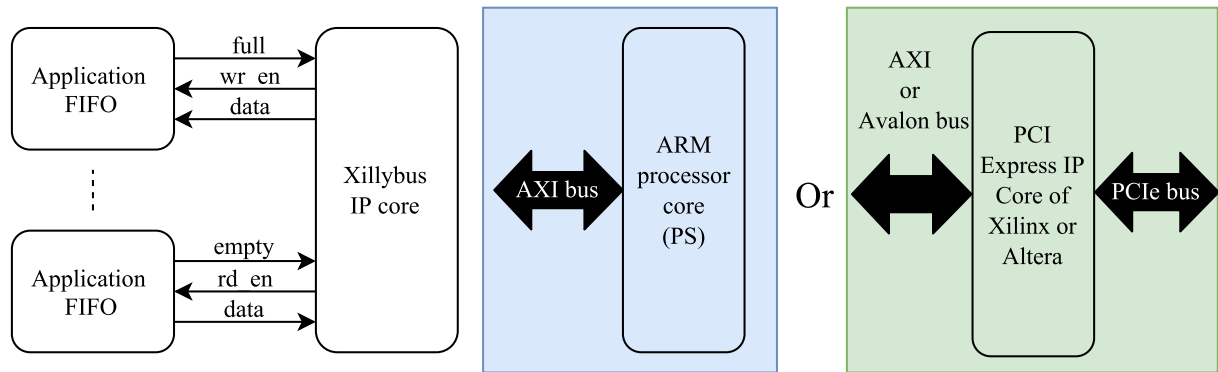 Application
FIFO
full
wr_en
data
Application
FIFO
empty
rd_en
data
Xillybus
IP core
AXI bus
ARM
processor
core
(PS)
Or
AXI
or
Avalon bus
PCI
Express IP
Core of
Xilinx or
Altera
PCIe bus